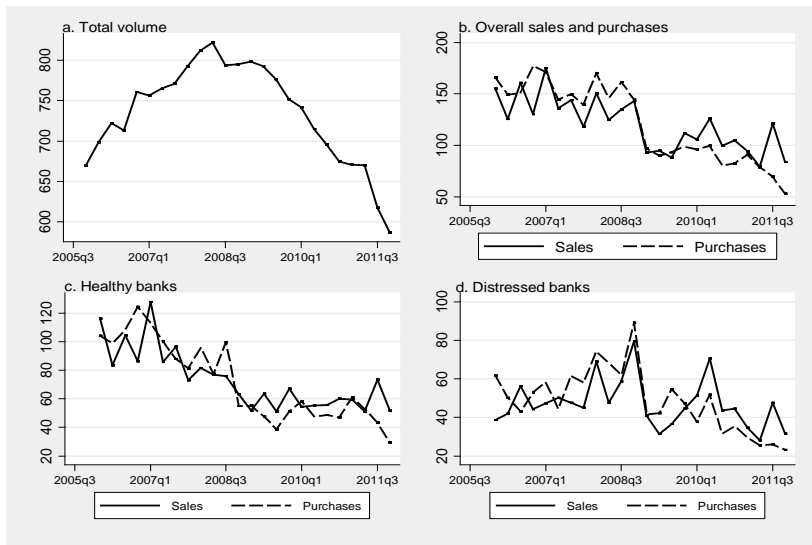 a. Total volume
800
750
700
650
600
2005q3 2007q1 2008q3 2010q1 2011q3
b. Overall sales and purchases
200
150
100
50
2005q3 2007q1 2008q3 2010q1 2011q3
Sales Purchases
c. Healthy banks
120
100
80
60
40
20
2005q3 2007q1 2008q3 2010q1 2011q3
Sales Purchases
d. Distressed banks
100
80
60
40
20
2005q3 2007q1 2008q3 2010q1 2011q3
Sales Purchases